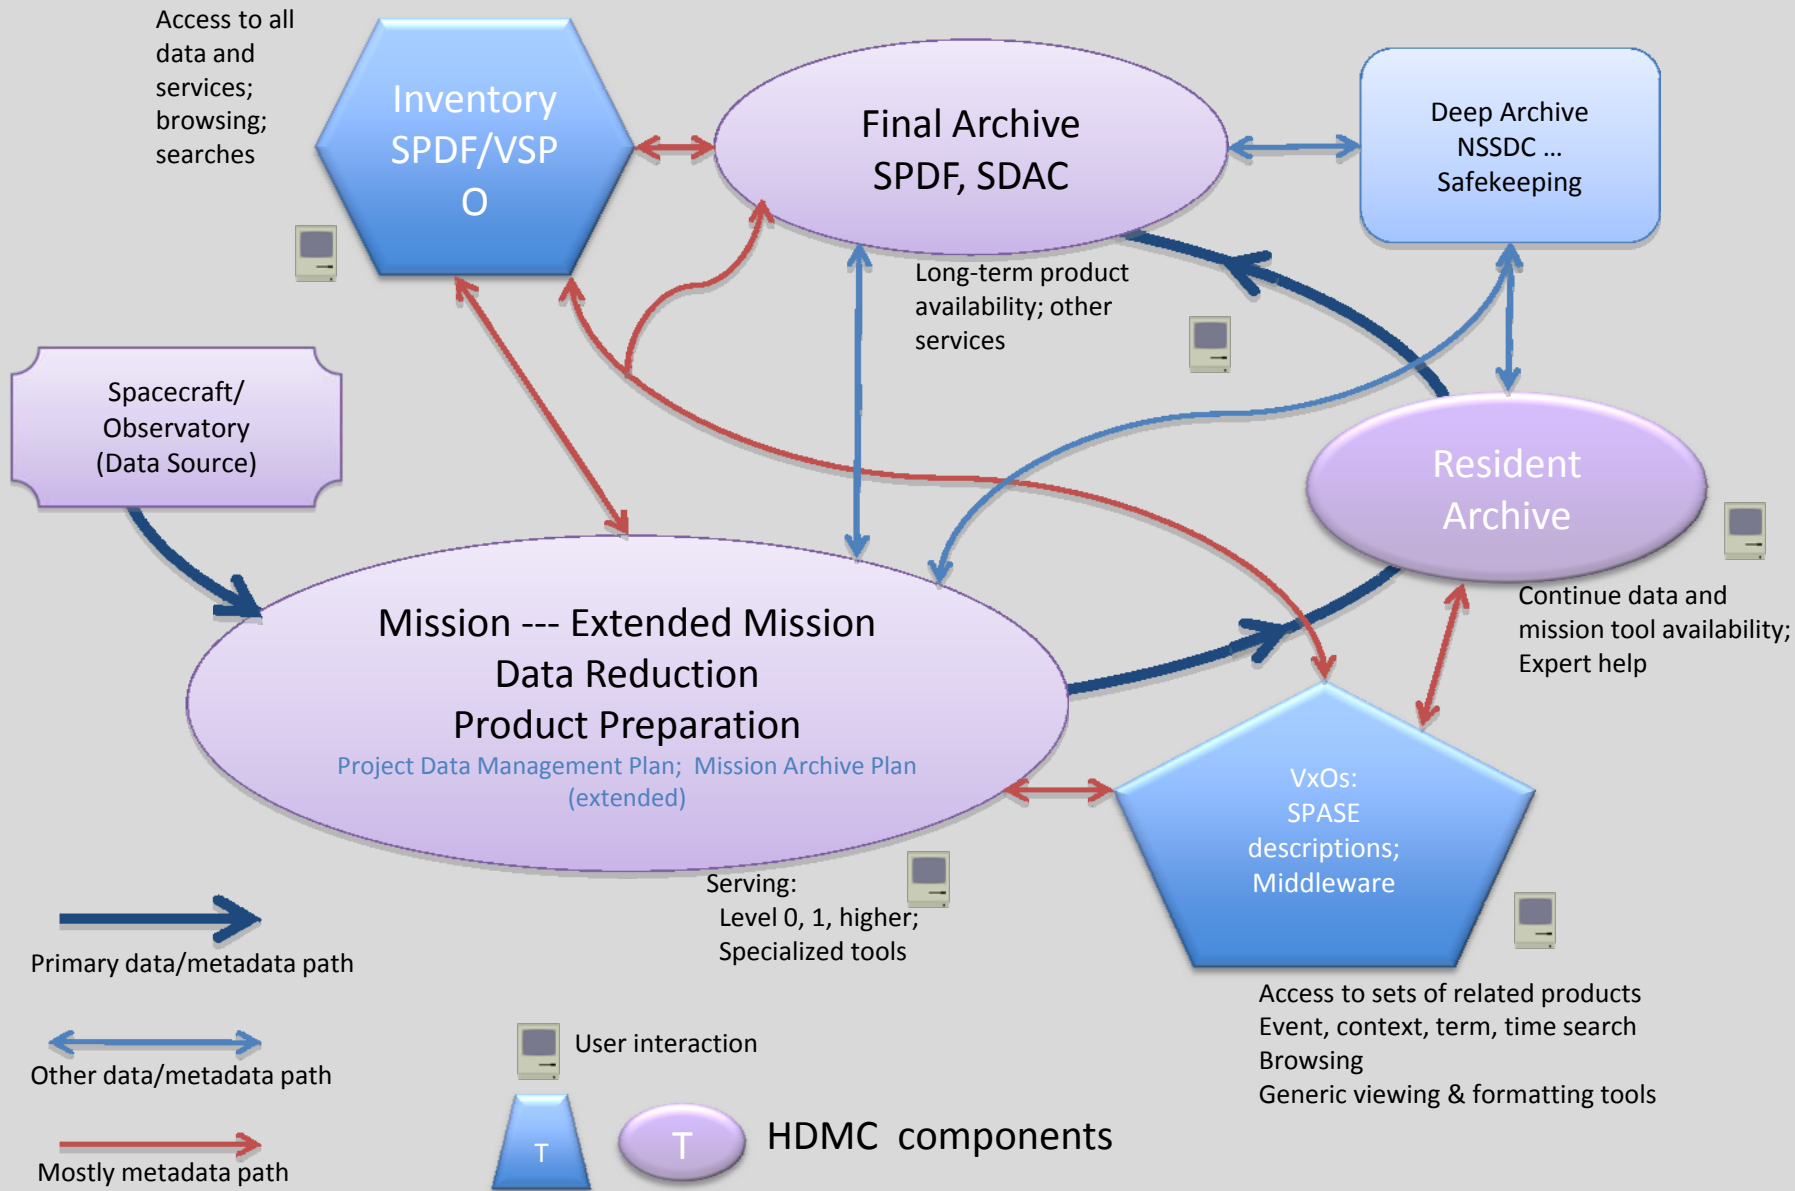 Access to all
data and
services;
browsing;
searches
Inventory
SPDF/VSP
O
Final Archive
SPDF, SDAC
Deep Archive
NSSDC ...
Safekeeping
Long-term product
availability; other
services
Spacecraft/
Observatory
(Data Source)
Resident
Archive
Continue data and
mission tool availability;
Expert help
Mission --- Extended Mission
Data Reduction
Product Preparation
Project Data Management Plan; Mission Archive Plan
(extended)
VxOs:
SPASE
descriptions;
Middleware
Serving:
Level 0, 1, higher;
Specialized tools
Access to sets of related products
Event, context, term, time search
Browsing
Generic viewing & formatting tools
Primary data/metadata path
Other data/metadata path
Mostly metadata path
User interaction
T
T
HDMC components